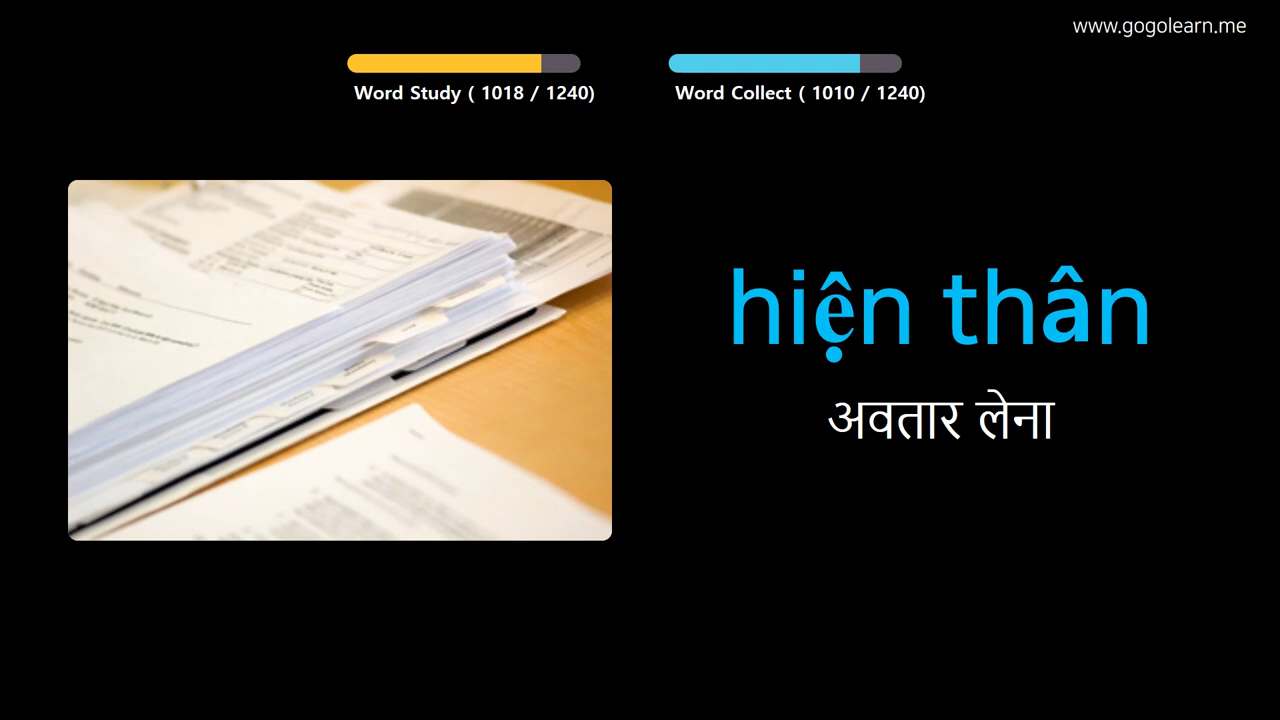 www.gogolearn.me
Word Study ( 1018 / 1240)
Word Collect ( 1010 / 1240)
hiện thân
अवतार लेना